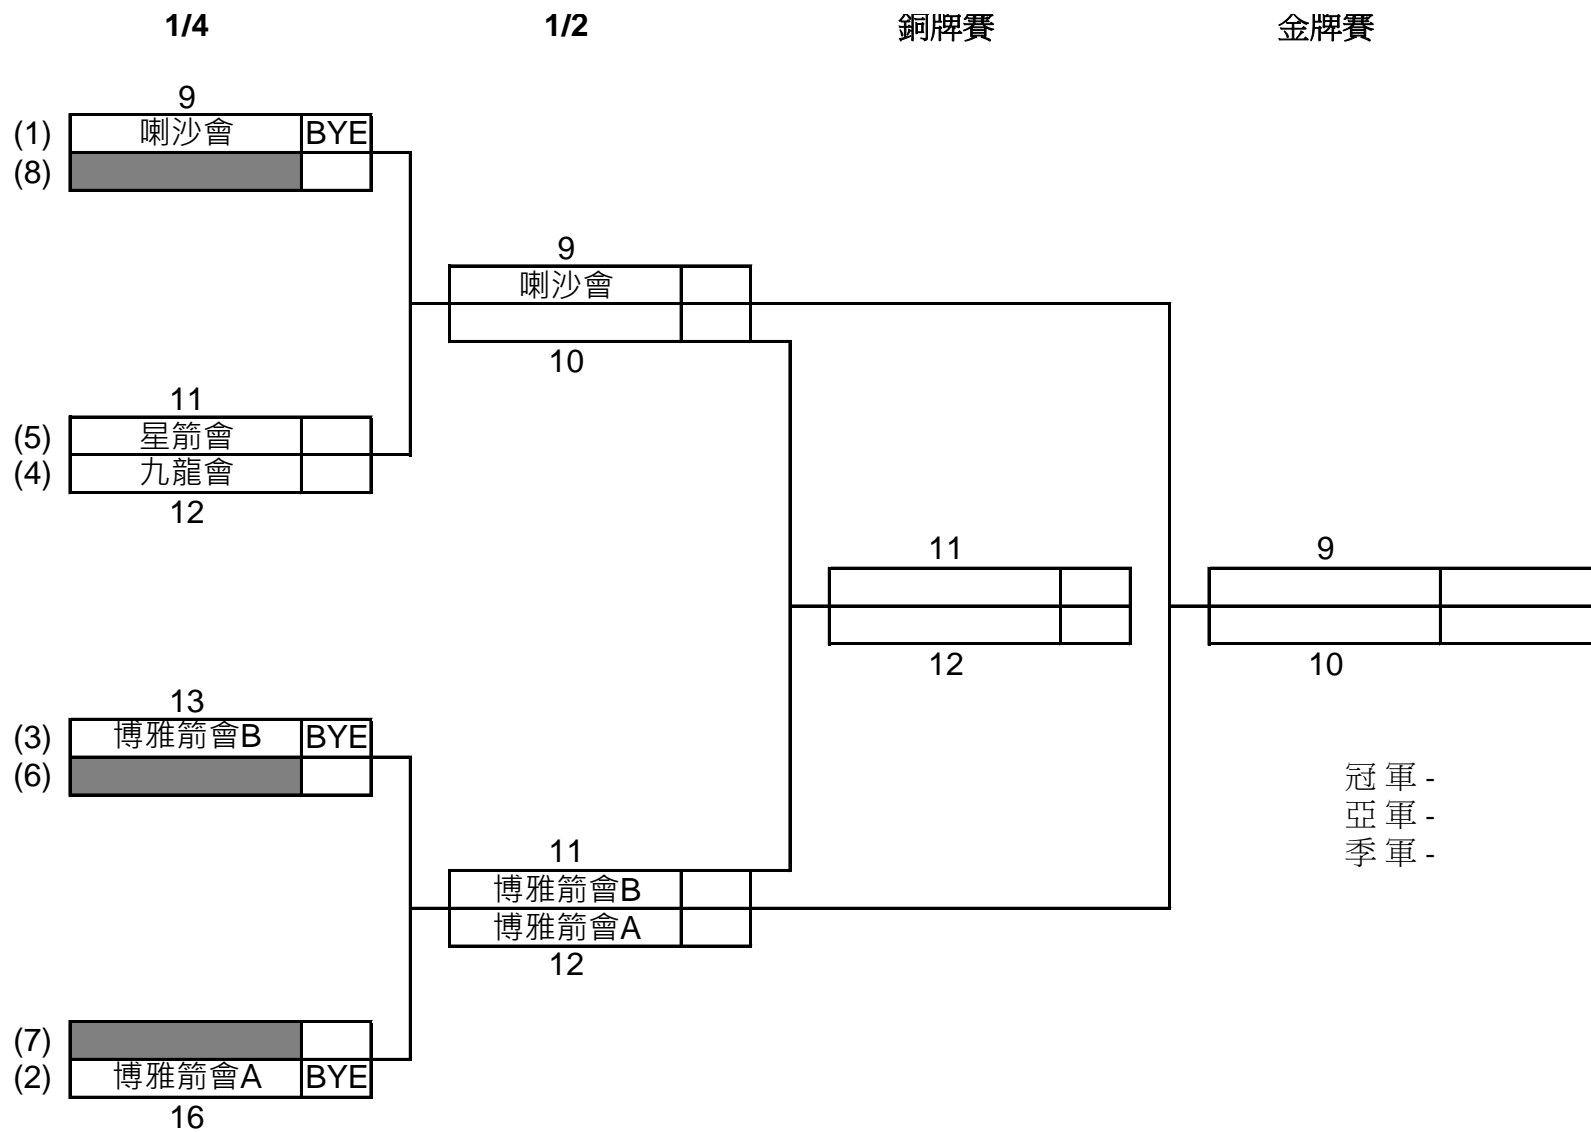 1/4 1/2 銅牌賽 金牌賽
9
(1) 喇沙會 BYE
(8)
9
喇沙會
10
11
(5) 星箭會
(4) 九龍會
12
11 9
12 10
13
(3) 博雅箭會B BYE
(6)
冠軍-
亞軍-
季軍-
11
博雅箭會B
博雅箭會A
12
(7)
(2) 博雅箭會A BYE
16